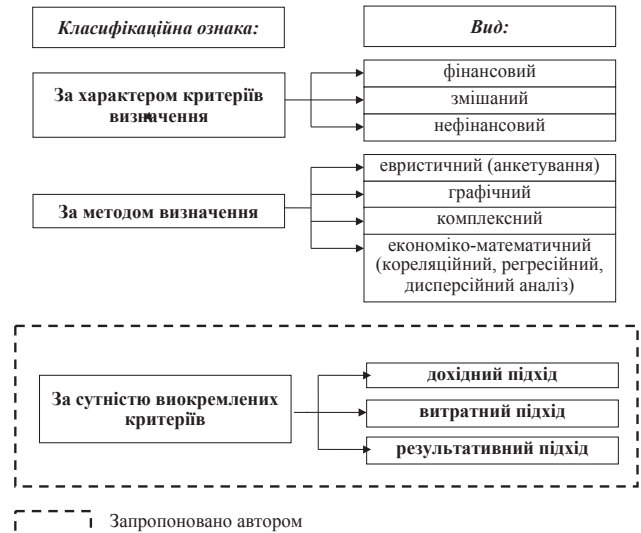 Класифікаційна ознака:
Вид:
За характером критеріїв
визначення
фінансовий
змішаний
нефінансовий
За методом визначення
евристичний (анкетування)
графічний
комплексний
економіко-математичний
(кореляційний, регресійний,
дисперсійний аналіз)
За сутністю виокремлених
критеріїв
дохідний підхід
витратний підхід
результативний підхід
Запропоновано автором